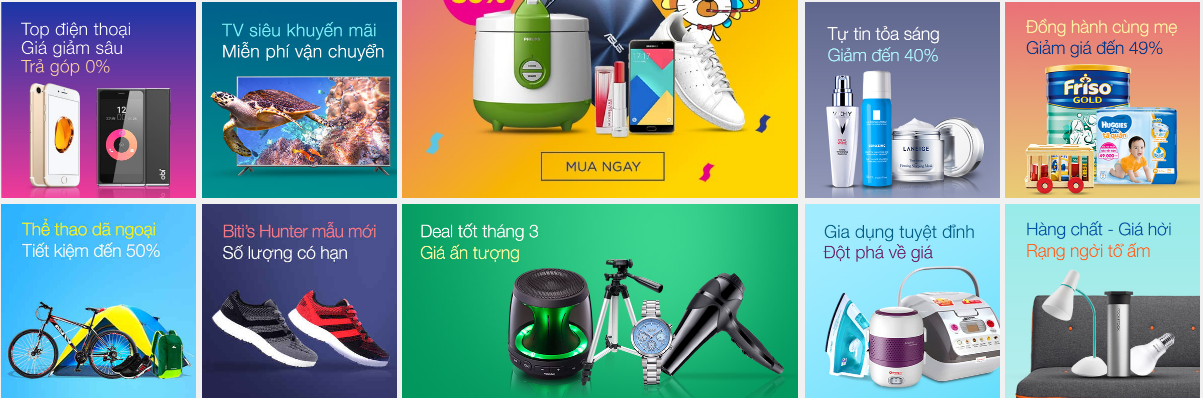 Top điện thoại
Giá giảm sâu
Trả góp 0%
TV siêu khuyến mãi
Miễn phí vận chuyển
PHILIPS
ASUS
MUA NGAY
Tự tin tỏa sáng
Giảm đến 40%
VICHY
LANEIGE
Đồng hành cùng mẹ
Giảm giá đến 49%
Friso
GOLD
HUGGIES
Thể thao dã ngoại
Tiết kiệm đến 50%
Biti's Hunter mẫu mới
Số lượng có hạn
Deal tốt tháng 3
Giá ấn tượng
Gia dụng tuyệt đỉnh
Đột phá về giá
Hàng chất - Giá hời
Rạng ngời tổ ấm